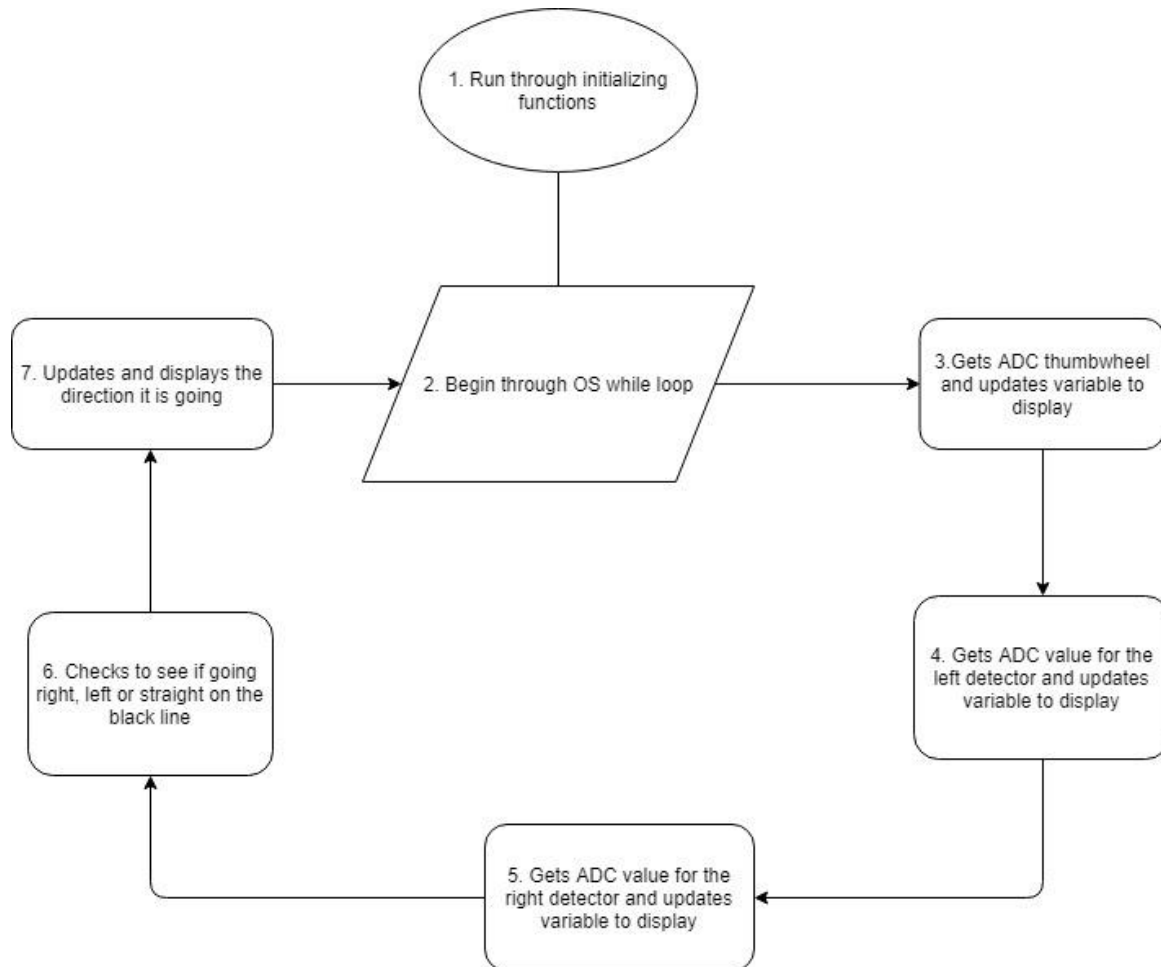 1. Run through initializing
functions
2. Begin through OS while loop
3.Gets ADC thumbwheel
and updates variable to
display
4. Gets ADC value for the
left detector and updates
variable to display
5. Gets ADC value for the
right detector and updates
variable to display
6. Checks to see if going
right, left or straight on the
black line
7. Updates and displays the
direction it is going